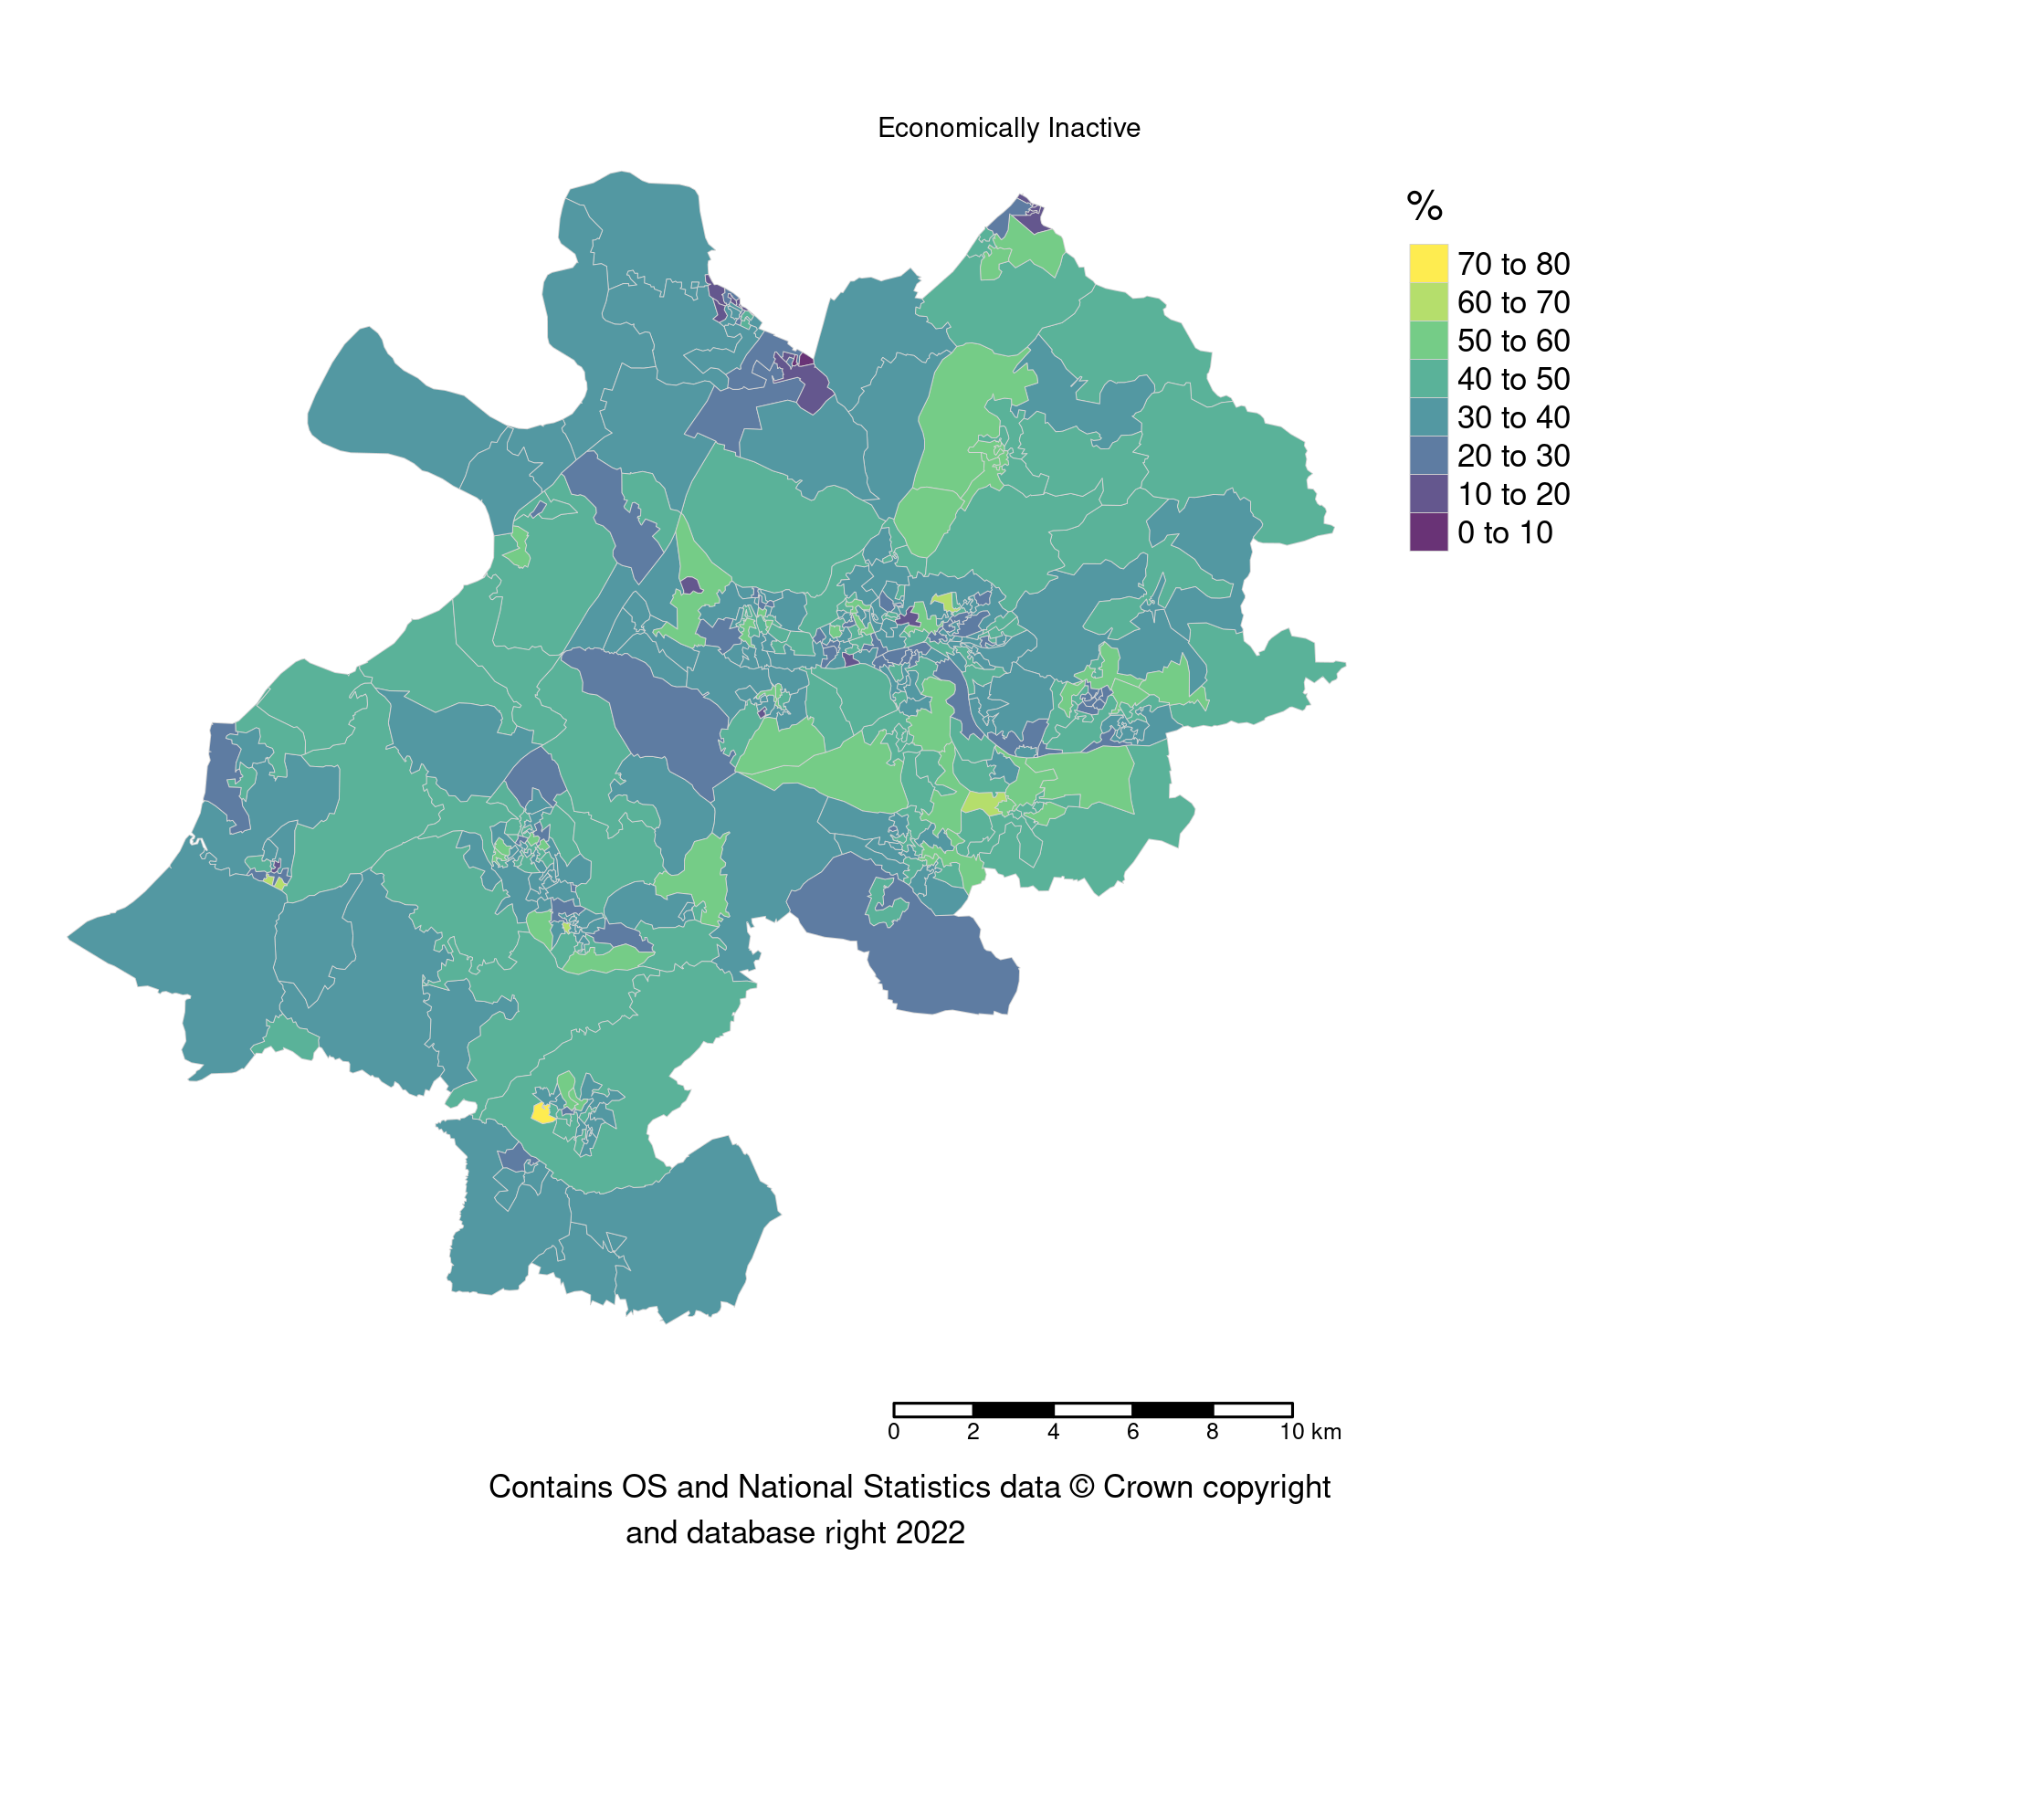 Economically Inactive
%
70 to 80
60 to 70
50 to 60
40 to 50
30 to 40
20 to 30
10 to 20
0 to 10
0 2 4 6 8 10 km
Contains OS and National Statistics data © Crown copyright
and database right 2022